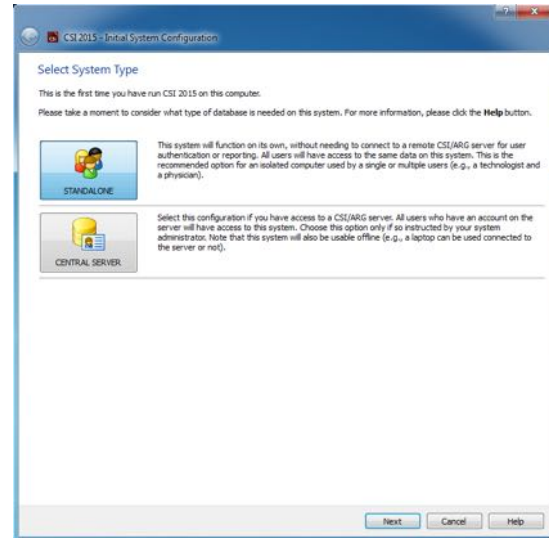 CSI 2015 - Initial System Configuration
Select System Type
This is the first time you have run CSI 2015 on this computer.
Please take a moment to consider what type of database is needed on this system. For more information, please click the Help button.
This system will function on its own, without needing to connect to a remote CSI/ARG server for user
authentication or reporting. All users will have access to the same data on this system. This is the
recommended option for an isolated computer used by a single or multiple users (e.g., a technologist and
a physician).
STANDALONE
Select this configuration if you have access to a CSI/ARG server. All users who have an account on the
server will have access to this system. Choose this option only if so instructed by your system
administrator. Note that this system will also be usable offline (e.g., a laptop can be used connected to
the server or not).
CENTRAL SERVER
Next
Cancel
Help